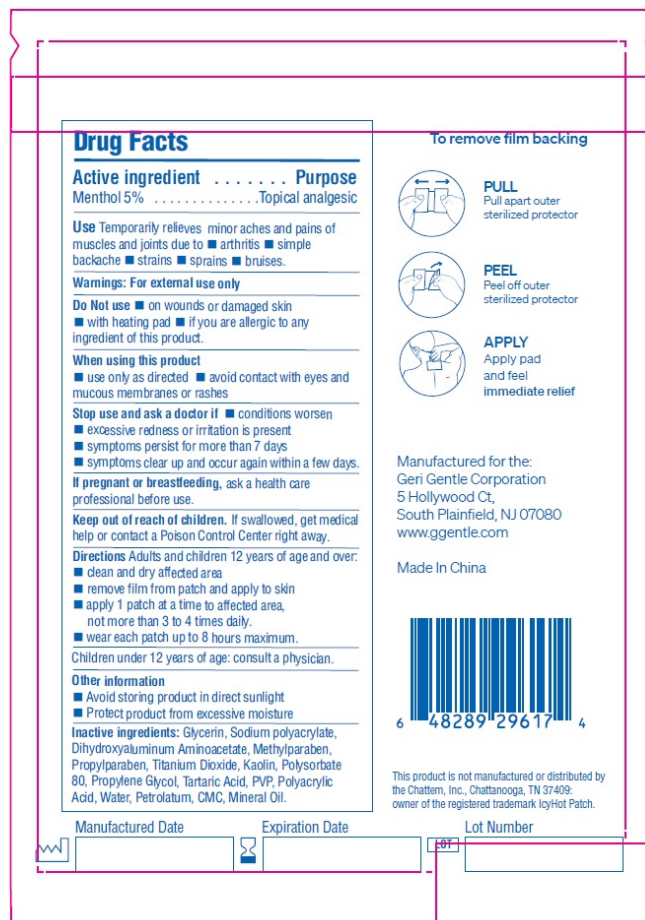 Drug Facts
Active ingredient . . . . . . . Purpose
Menthol 5% . . . . . . . . . . . . . . Topical analgesic
Use Temporarily relieves minor aches and pains of
muscles and joints due to ■ arthritis ■ simple
backache ■ strains ■ sprains ■ bruises.
Warnings: For external use only
Do Not use ■ on wounds or damaged skin
■ with heating pad ■ if you are allergic to any
ingredient of this product.
When using this product
■ use only as directed ■ avoid contact with eyes and
mucous membranes or rashes
Stop use and ask a doctor if ■ conditions worsen
■ excessive redness or irritation is present
■ symptoms persist for more than 7 days
■ symptoms clear up and occur again within a few days.
If pregnant or breastfeeding, ask a health care
professional before use.
Keep out of reach of children. If swallowed, get medical
help or contact a Poison Control Center right away.
Directions Adults and children 12 years of age and over:
■ clean and dry affected area
■ remove film from patch and apply to skin
■ apply 1 patch at a time to affected area,
not more than 3 to 4 times daily.
■ wear each patch up to 8 hours maximum.
Children under 12 years of age: consult a physician.
Other information
■ Avoid storing product in direct sunlight
■ Protect product from excessive moisture
Inactive ingredients: Glycerin, Sodium polyacrylate,
Dihydroxyaluminum Aminoacetate, Methylparaben,
Propylparaben, Titanium Dioxide, Kaolin, Polysorbate
80, Propylene Glycol, Tartaric Acid, PVP, Polyacrylic
Acid, Water, Petrolatum, CMC, Mineral Oil.
To remove film backing
PULL
Pull apart outer
sterilized protector
PEEL
Peel off outer
sterilized protector
APPLY
Apply pad
and feel
immediate relief
Manufactured for the:
Geri Gentle Corporation
5 Hollywood Ct,
South Plainfield, NJ 07080
www.ggentle.com
Made In China
6 48289 29617 4
This product is not manufactured or distributed by
the Chattem, Inc., Chattanooga, TN 37409:
owner of the registered trademark IcyHot Patch.
Manufactured Date
Expiration Date
LOT
Lot Number